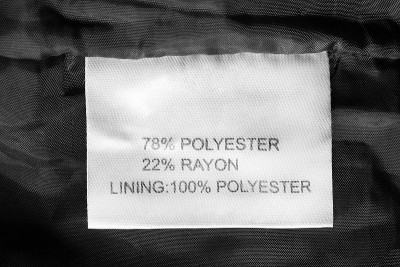 78% POLYESTER
22% RAYON
LINING:100% POLYESTER